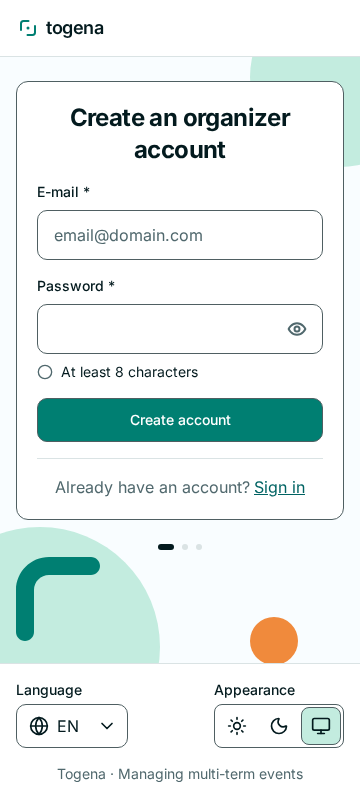 togena
Create an organizer
account
E-mail *
email@domain.com
Password *
At least 8 characters
Create account
Already have an account? Sign in
Language
Appearance
EN
Togena · Managing multi-term events